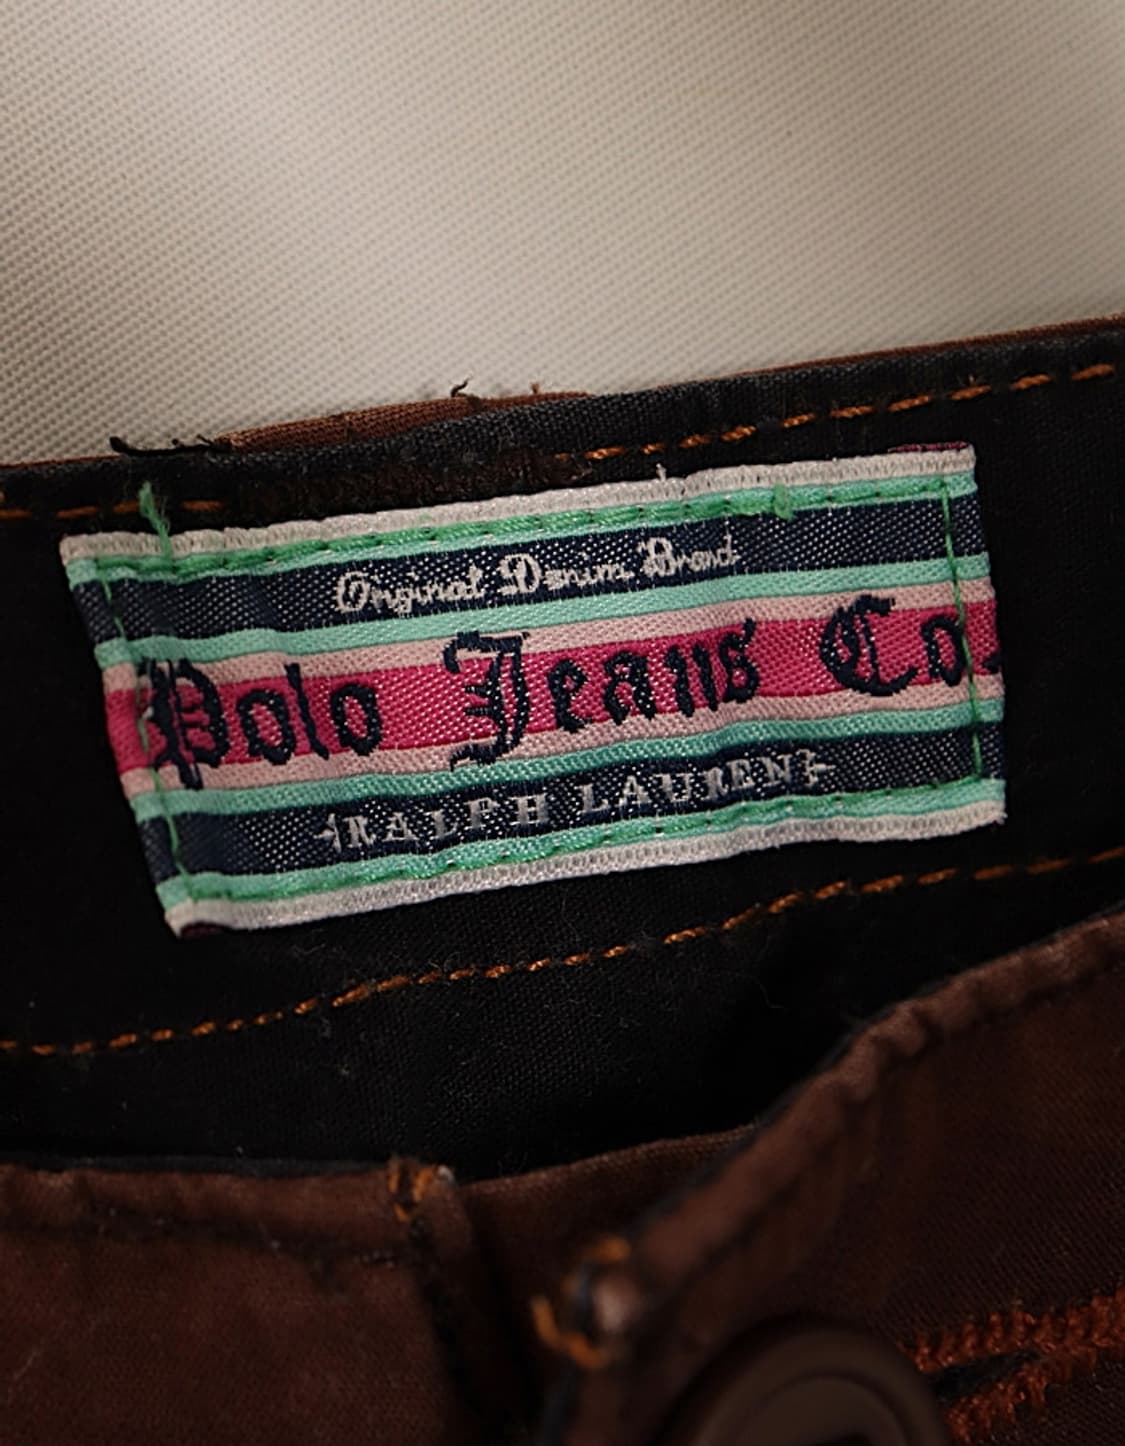 Original Denim Brand
Polo Jeans Co.
RALPH LAUREN